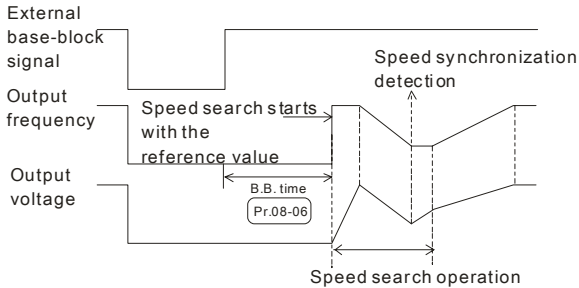 External
base-block
signal
Speed synchronization
detection
Output
frequency
Speed search starts
with the
reference value
Output
voltage
B.B. time
Pr.08-06
Speed search operation